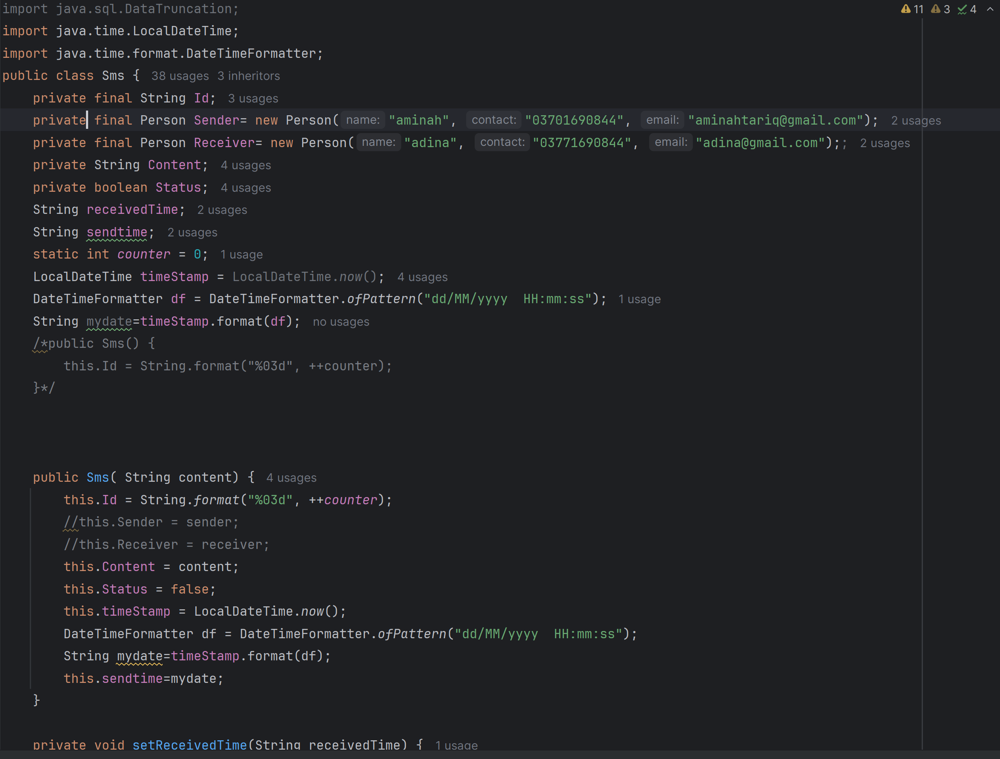 import java.sql.DataTruncation;
11 3 4
import java.time.LocalDateTime;
import java.time.format.DateTimeFormatter;
public class Sms { 38 usages 3 inheritors
    private final String Id; 3 usages
    private final Person Sender= new Person( name: "aminah", contact: "03701690844", email: "aminahtariq@gmail.com"); 2 usages
    private final Person Receiver= new Person( name: "adina", contact: "03771690844", email: "adina@gmail.com");; 2 usages
    private String Content; 4 usages
    private boolean Status; 4 usages
    String receivedTime; 2 usages
    String sendtime; 2 usages
    static int counter = 0; 1 usage
    LocalDateTime timeStamp = LocalDateTime.now(); 4 usages
    DateTimeFormatter df = DateTimeFormatter.ofPattern("dd/MM/yyyy  HH:mm:ss"); 1 usage
    String mydate=timeStamp.format(df); no usages
    /*public Sms() {
        this.Id = String.format("%03d", ++counter);
    }*/
    public Sms( String content) { 4 usages
        this.Id = String.format("%03d", ++counter);
        //this.Sender = sender;
        //this.Receiver = receiver;
        this.Content = content;
        this.Status = false;
        this.timeStamp = LocalDateTime.now();
        DateTimeFormatter df = DateTimeFormatter.ofPattern("dd/MM/yyyy  HH:mm:ss");
        String mydate=timeStamp.format(df);
        this.sendtime=mydate;
    }
    private void setReceivedTime(String receivedTime) { 1 usage